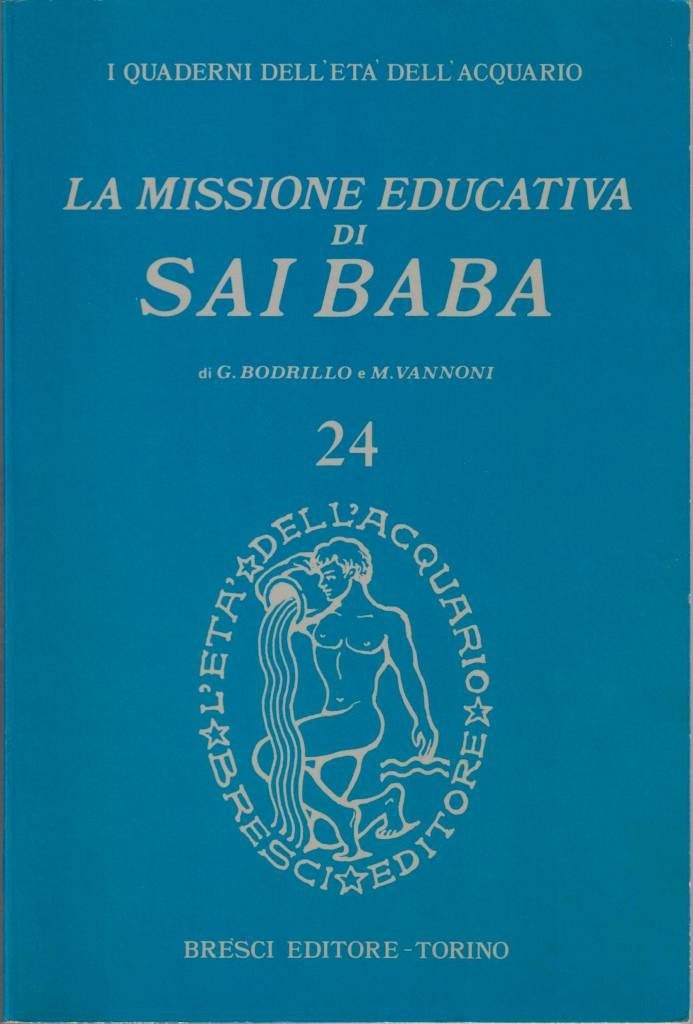 I QUADERNI DELL'ETA' DELL'ACQUARIO
LA MISSIONE EDUCATIVA
DI
SAI BABA
di G. BODRILLO e M. VANNONI
24
L'ETA' ☆ DELL'ACQUARIO ☆
BRESCI ☆ EDITORE ☆
BRESCI EDITORE - TORINO